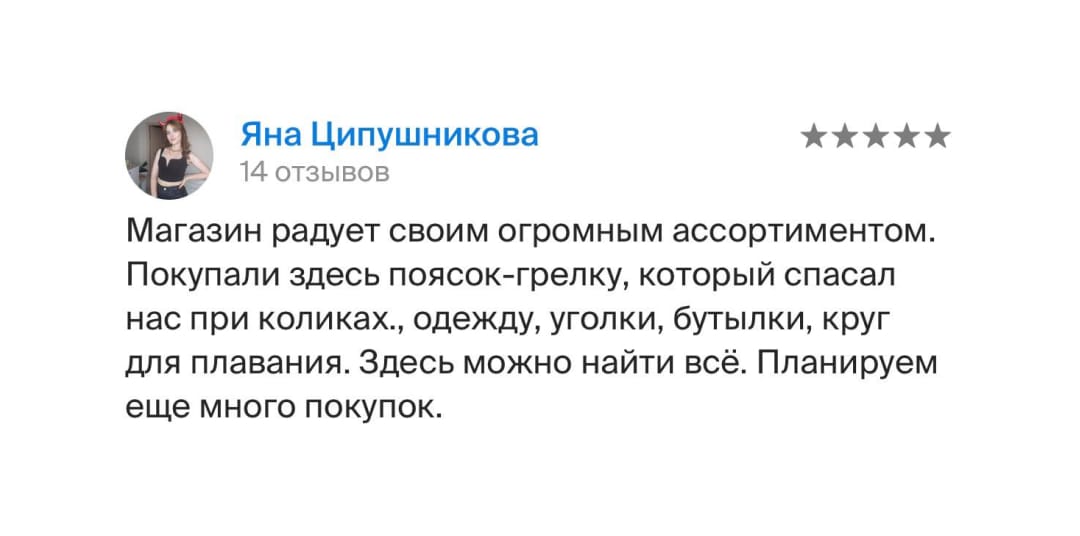 Яна Ципушникова
14 отзывов
Магазин радует своим огромным ассортиментом.
Покупали здесь поясок-грелку, который спасал
нас при коликах., одежду, уголки, бутылки, круг
для плавания. Здесь можно найти всё. Планируем
еще много покупок.